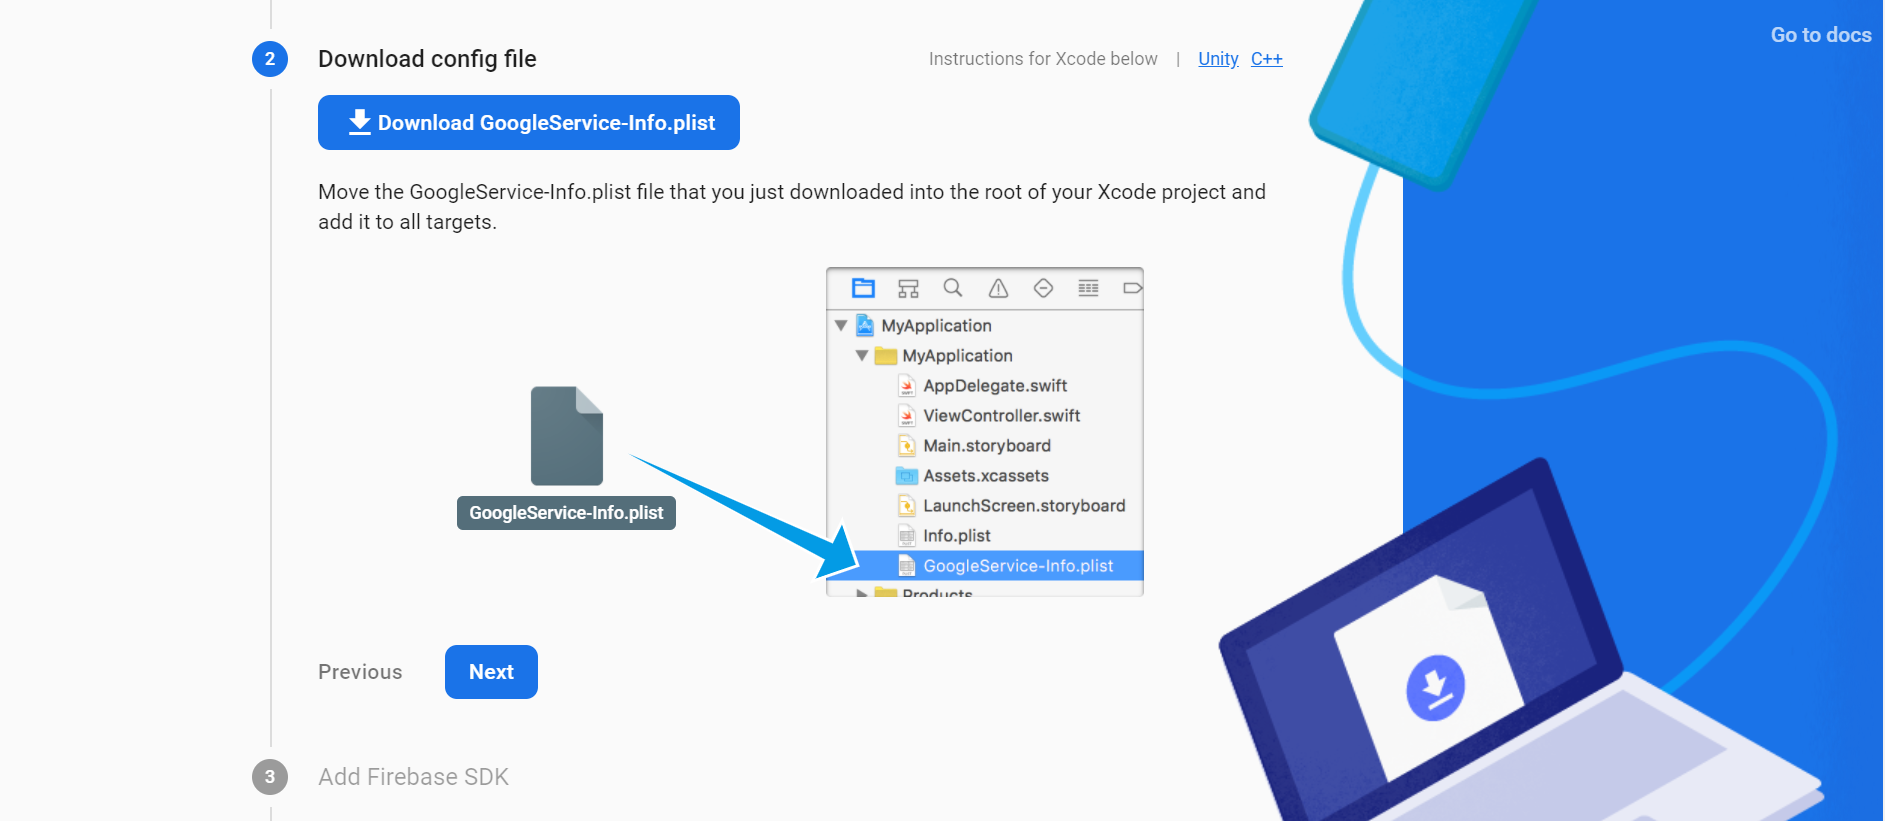 2 Download config file
Instructions for Xcode below | Unity C++
Go to docs
Download GoogleService-Info.plist
Move the GoogleService-Info.plist file that you just downloaded into the root of your Xcode project and
add it to all targets.
GoogleService-Info.plist
MyApplication
MyApplication
AppDelegate.swift
ViewController.swift
Main.storyboard
Assets.xcassets
LaunchScreen.storyboard
Info.plist
GoogleService-Info.plist
Products
Previous
Next
3 Add Firebase SDK